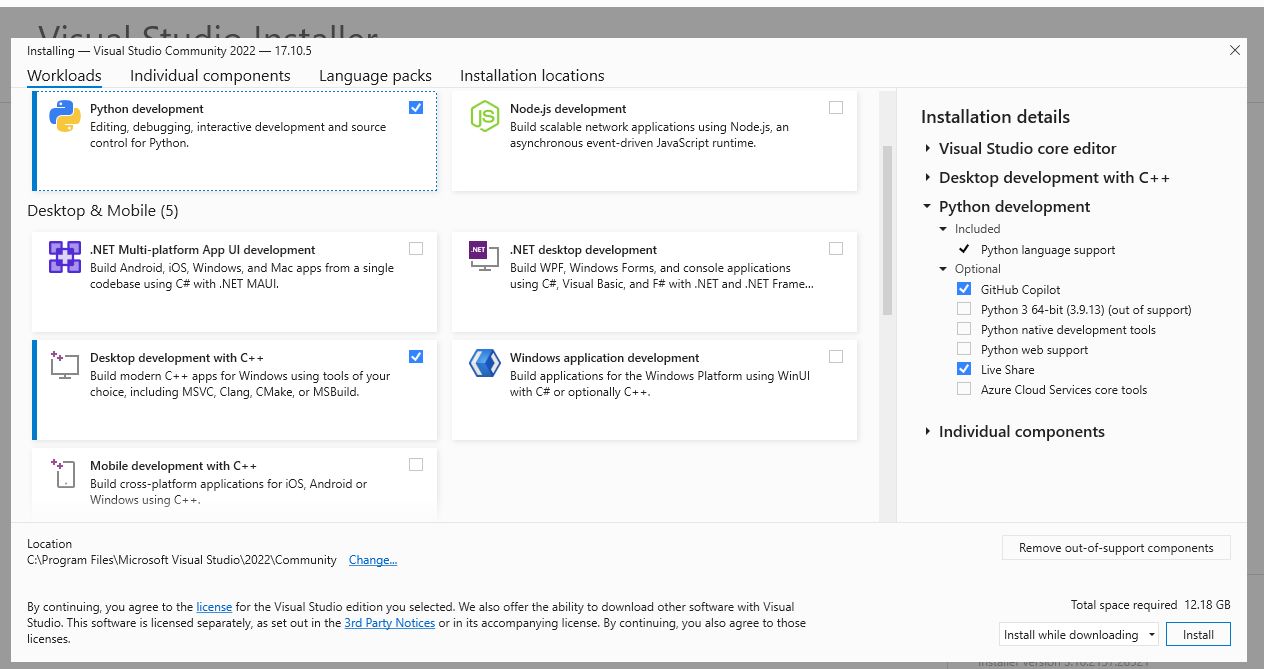 Visual Studio Installer
Installing — Visual Studio Community 2022 — 17.10.5
Workloads
Individual components
Language packs
Installation locations
Python development
Editing, debugging, interactive development and source
control for Python.
JS
Node.js development
Build scalable network applications using Node.js, an
asynchronous event-driven JavaScript runtime.
Desktop & Mobile (5)
.NET Multi-platform App UI development
Build Android, iOS, Windows, and Mac apps from a single
codebase using C# with .NET MAUI.
.NET
.NET desktop development
Build WPF, Windows Forms, and console applications
using C#, Visual Basic, and F# with .NET and .NET Frame...
Desktop development with C++
Build modern C++ apps for Windows using tools of your
choice, including MSVC, Clang, CMake, or MSBuild.
Windows application development
Build applications for the Windows Platform using WinUI
with C# or optionally C++.
Mobile development with C++
Build cross-platform applications for iOS, Android or
Windows using C++.
Installation details
Visual Studio core editor
Desktop development with C++
Python development
Included
Python language support
Optional
GitHub Copilot
Python 3 64-bit (3.9.13) (out of support)
Python native development tools
Python web support
Live Share
Azure Cloud Services core tools
Individual components
Location
C:\Program Files\Microsoft Visual Studio\2022\Community
Change...
Remove out-of-support components
By continuing, you agree to the license for the Visual Studio edition you selected. We also offer the ability to download other software with Visual
Studio. This software is licensed separately, as set out in the 3rd Party Notices or in its accompanying license. By continuing, you also agree to those
licenses.
Total space required 12.18 GB
Install while downloading
Install